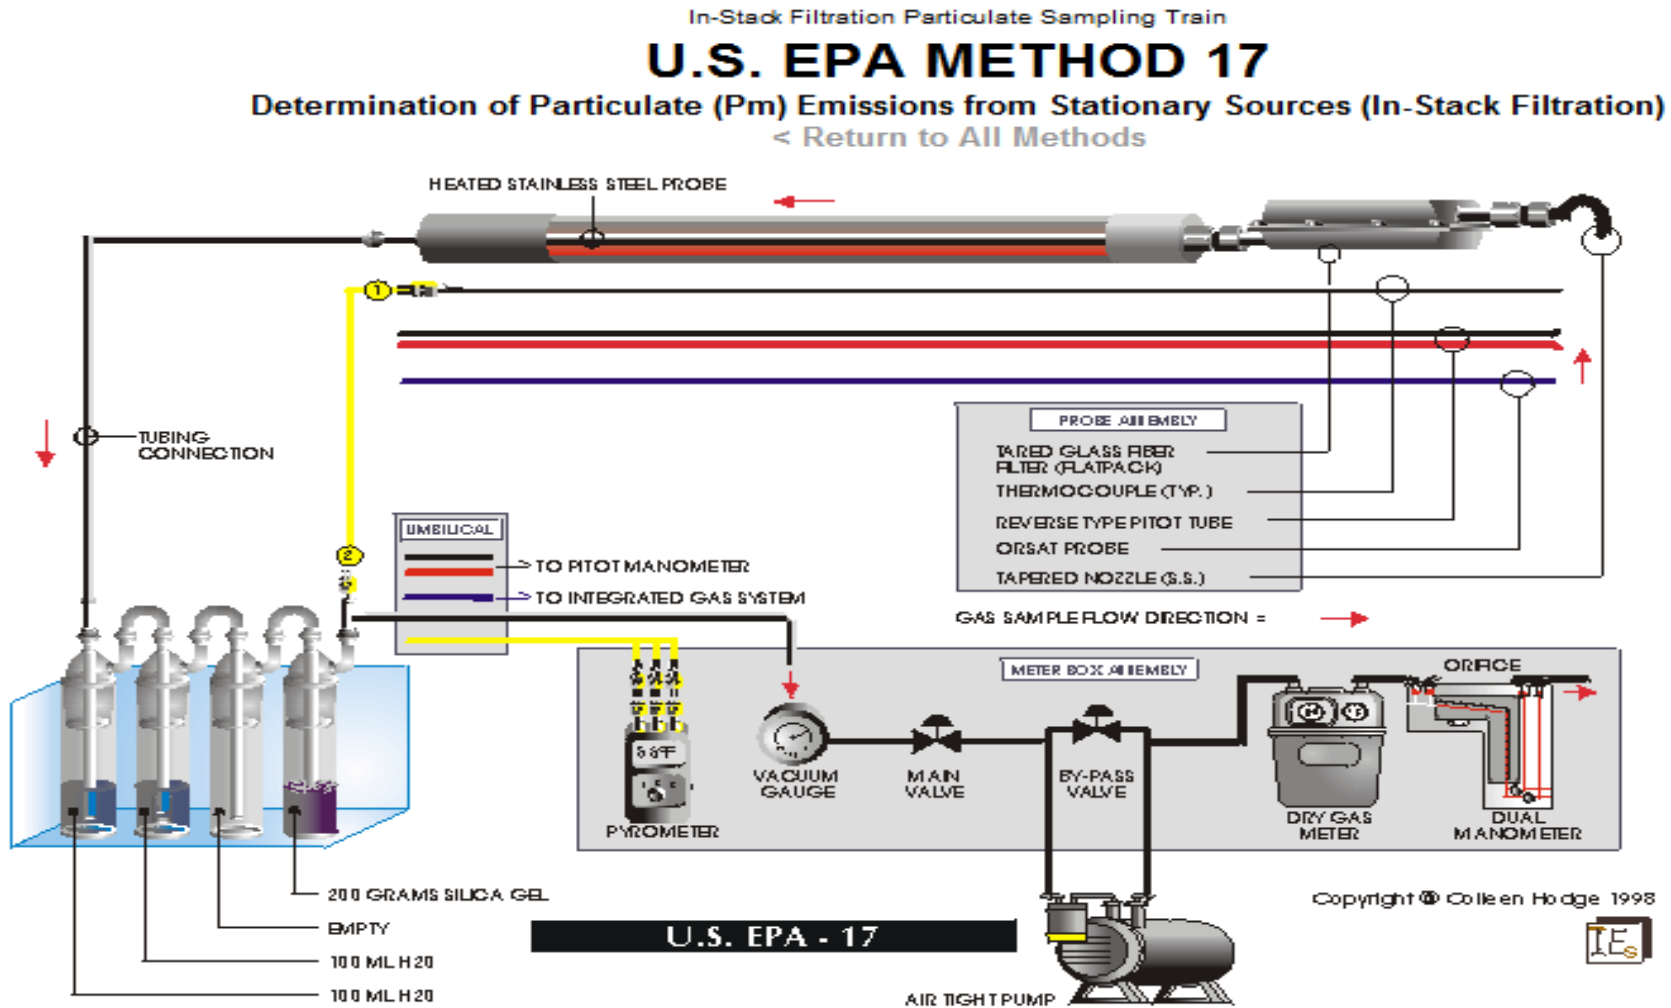 In-Stack Filtration Particulate Sampling Train
U.S. EPA METHOD 17
Determination of Particulate (Pm) Emissions from Stationary Sources (In-Stack Filtration)
< Return to All Methods
HEATED STAINLESS STEEL PROBE
1
TUBING
CONNECTION
PROBE ASSEMBLY
TARED GLASS FIBER
FILTER (FLATPACK)
THERMOCOUPLE (TYP.)
REVERSE TYPE PITOT TUBE
ORSAT PROBE
TAPERED NOZZLE (S.S.)
2
UMBILICAL
TO PITOT MANOMETER
TO INTEGRATED GAS SYSTEM
GAS SAMPLE FLOW DIRECTION =
METER BOX ASSEMBLY
ORIFICE
PYROMETER
VACUUM
GAUGE
MAIN
VALVE
BY-PASS
VALVE
DRY GAS
METER
DUAL
MANOMETER
200 GRAMS SILICA GEL
EMPTY
100 ML H20
100 ML H20
U.S. EPA - 17
AIR TIGHT PUMP
Copyright © Colleen Hodge 1998
IES